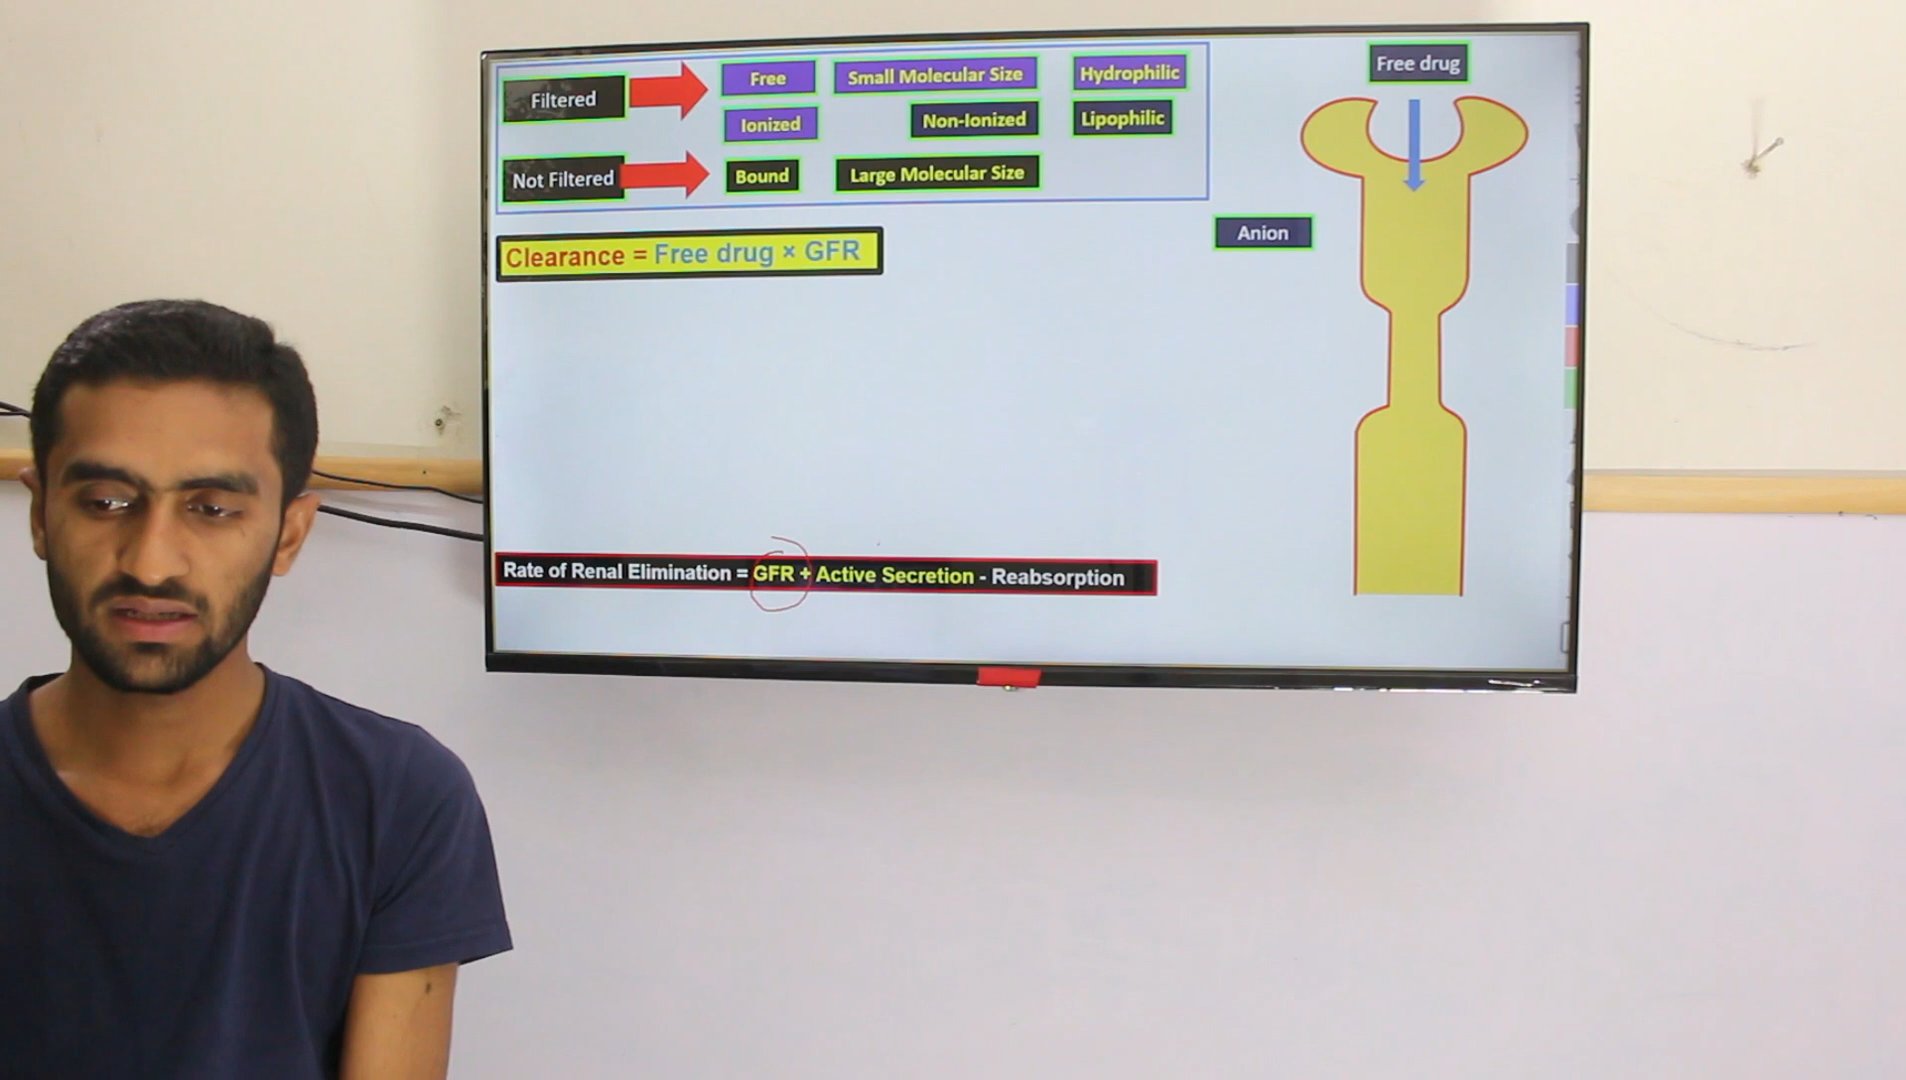 Filtered
Free
Small Molecular Size
Hydrophilic
Ionized
Non-Ionized
Lipophilic
Not Filtered
Bound
Large Molecular Size
Free drug
Anion
Clearance = Free drug × GFR
Rate of Renal Elimination = GFR + Active Secretion - Reabsorption